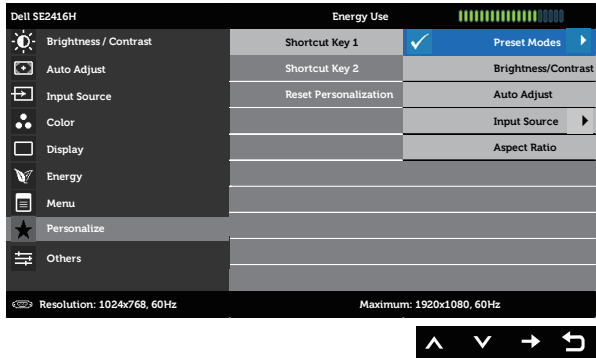 Dell SE2416H Energy Use
Brightness / Contrast Shortcut Key 1 Preset Modes
Auto Adjust Shortcut Key 2 Brightness/Contrast
Input Source Reset Personalization Auto Adjust
Color Input Source
Display Aspect Ratio
Energy
Menu
Personalize
Others
Resolution: 1024x768, 60Hz Maximum: 1920x1080, 60Hz